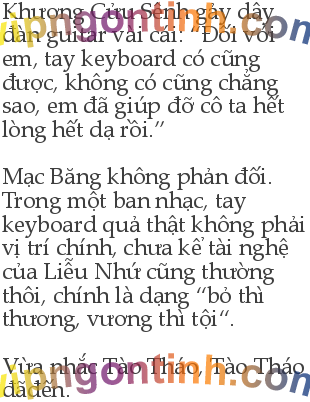 Khương Cửu Sênh gảy dây
đàn guitar vài cái. “Đối với
em, tay keyboard có cũng
được, không có cũng chẳng
sao, em đã giúp đỡ cô ta hết
lòng hết dạ rồi.”
Mạc Băng không phản đối.
Trong một ban nhạc, tay
keyboard quả thật không phải
vị trí chính, chưa kể tài nghệ
của Liễu Nhứ cũng thường
thôi, chính là dạng “bỏ thì
thương, vương thì tội“.
Vừa nhắc Tào Tháo, Tào Tháo
đã đến.
vipngontinh.com
vipngontinh.com